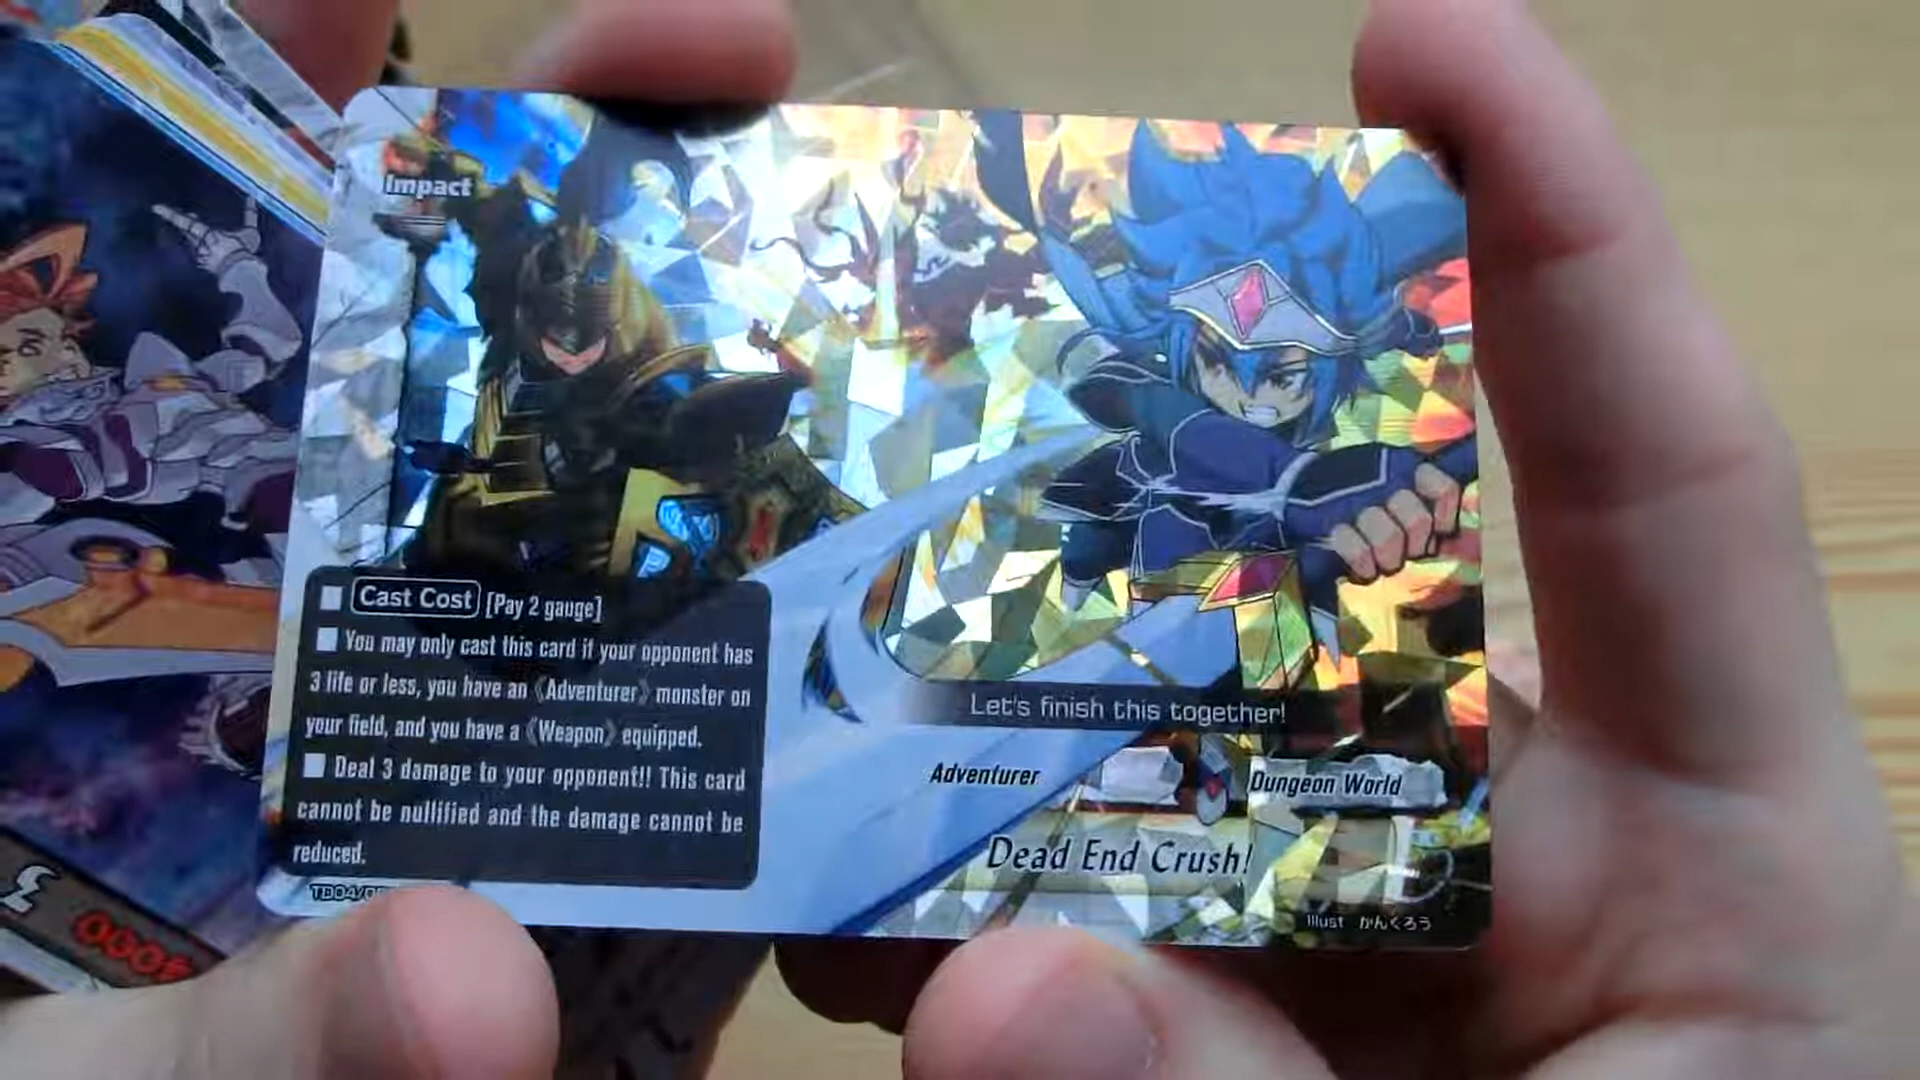 Impact
■ Cast Cost [Pay 2 gauge]
■ You may only cast this card if your opponent has
3 life or less, you have an《Adventurer》monster on
your field, and you have a《Weapon》equipped.
■ Deal 3 damage to your opponent!! This card
cannot be nullified and the damage cannot be
reduced.
TD04/
Let's finish this together!
Adventurer
Dungeon World
Dead End Crush!
Illust かんくろう